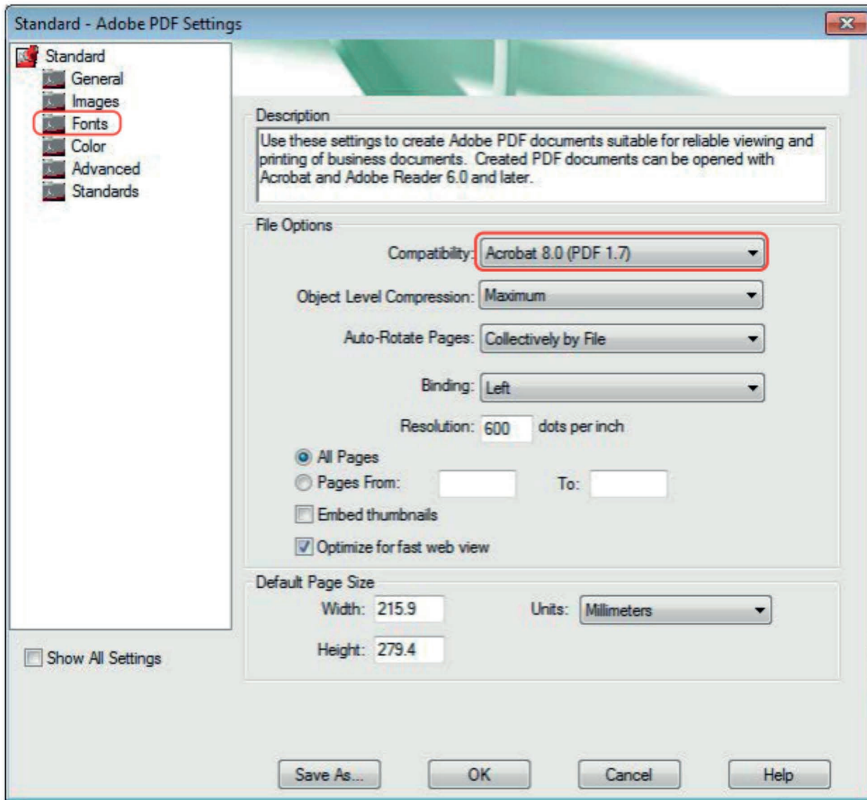 Standard - Adobe PDF Settings
Standard
General
Images
Fonts
Color
Advanced
Standards
Show All Settings
Description
Use these settings to create Adobe PDF documents suitable for reliable viewing and
printing of business documents.  Created PDF documents can be opened with
Acrobat and Adobe Reader 6.0 and later.
File Options
Compatibility: Acrobat 8.0 (PDF 1.7)
Object Level Compression: Maximum
Auto-Rotate Pages: Collectively by File
Binding: Left
Resolution: 600 dots per inch
All Pages
Pages From: To:
Embed thumbnails
Optimize for fast web view
Default Page Size
Width: 215.9 Units: Millimeters
Height: 279.4
Save As... OK Cancel Help